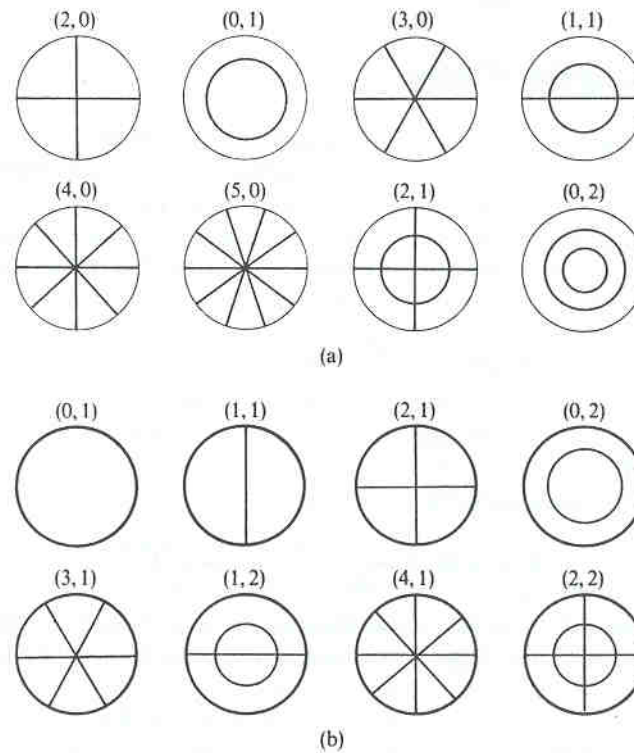 (2, 0) (0, 1) (3, 0) (1, 1)
(4, 0) (5, 0) (2, 1) (0, 2)
(a)
(0, 1) (1, 1) (2, 1) (0, 2)
(3, 1) (1, 2) (4, 1) (2, 2)
(b)